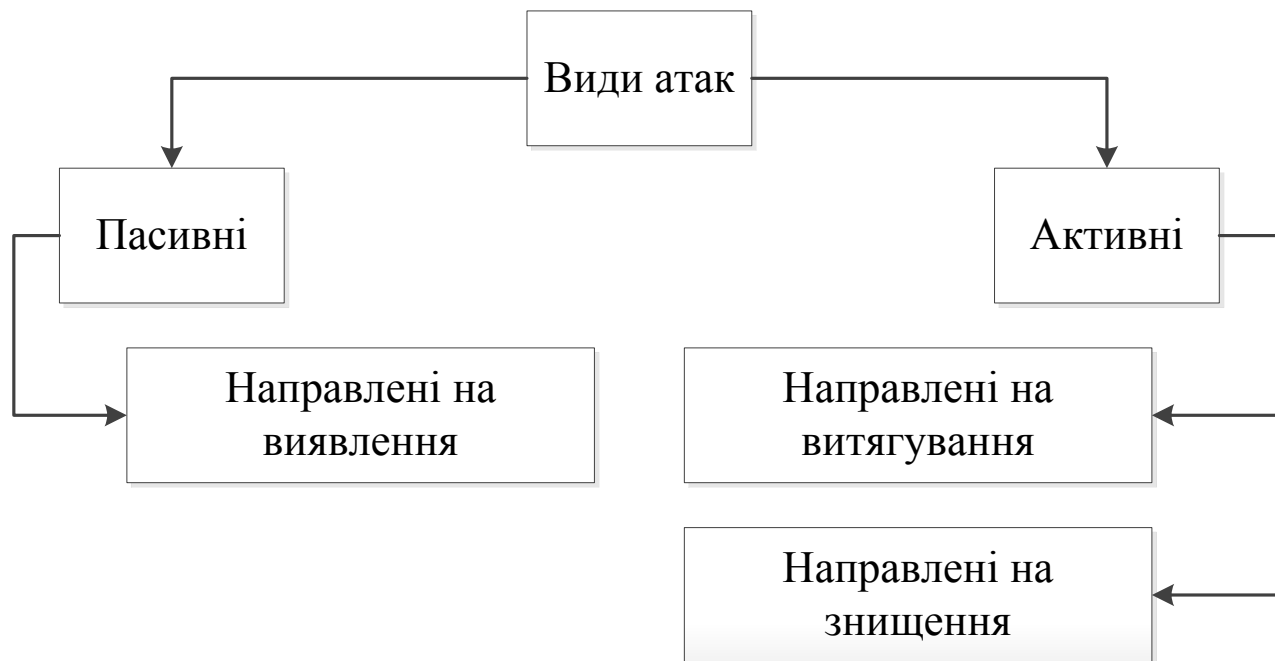 Види атак
Пасивні
Активні
Направлені на
виявлення
Направлені на
витягування
Направлені на
знищення